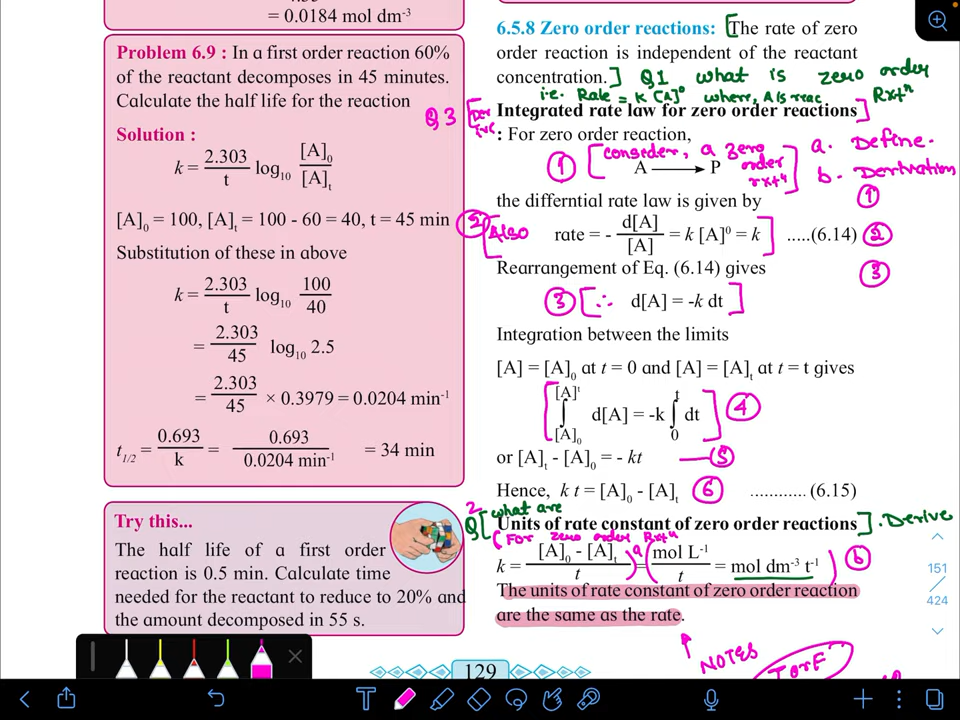 = 0.0184 mol dm⁻³
Problem 6.9 : In a first order reaction 60%
of the reactant decomposes in 45 minutes.
Calculate the half life for the reaction
Solution :
k = 2.303/t log₁₀ [A]₀/[A]ₜ
[A]₀ = 100, [A]ₜ = 100 - 60 = 40, t = 45 min
Substitution of these in above
k = 2.303/t log₁₀ 100/40
= 2.303/45 log₁₀ 2.5
= 2.303/45 × 0.3979 = 0.0204 min⁻¹
t₁/₂ = 0.693/k = 0.693/0.0204 min⁻¹ = 34 min
Try this...
The half life of a first order
reaction is 0.5 min. Calculate time
needed for the reactant to reduce to 20% and
the amount decomposed in 55 s.
6.5.8 Zero order reactions: [The rate of zero
order reaction is independent of the reactant
concentration.] Q1 what is zero order Rxtⁿ
i.e. Rate = K [A]⁰ where, A is reac
Q3 [Der ive
Integrated rate law for zero order reactions]
: For zero order reaction,
a. Define.
b. Derivation
① [consider, a zero order rxtⁿ]
A ⟶ P
①
the differntial rate law is given by
② [Also rate = - d[A]/[A] = k [A]⁰ = k ] .....(6.14) ②
Rearrangement of Eq. (6.14) gives
③
③ [∴ d[A] = -k dt ]
Integration between the limits
[A] = [A]₀ at t = 0 and [A] = [A]ₜ at t = t gives
[ ∫ [A]ᵗ [A]₀ d[A] = -k ∫ t 0 dt ] ④
or [A]ₜ - [A]₀ = - kt —⑤
Hence, k t = [A]₀ - [A]ₜ ⑥ ............ (6.15)
Q2 [what are
Units of rate constant of zero order reactions] . Derive
(For zero order Rxtⁿ
k = [A]₀ - [A]ₜ/t = mol L⁻¹/t = mol dm⁻³ t⁻¹ ⑥
The units of rate constant of zero order reaction
are the same as the rate.
NOTES
TorF
129
151
424
T